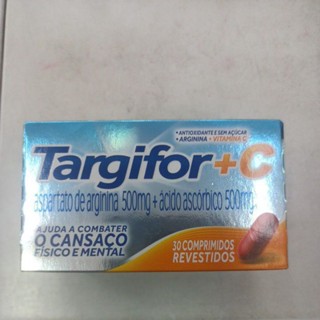 • ANTIOXIDANTE E SEM AÇÚCAR
• ARGININA + VITAMINA C
Targifor+C
aspartato de arginina 500mg + ácido ascórbico 500mg
AJUDA A COMBATER
O CANSAÇO
FÍSICO E MENTAL
30 COMPRIMIDOS
REVESTIDOS